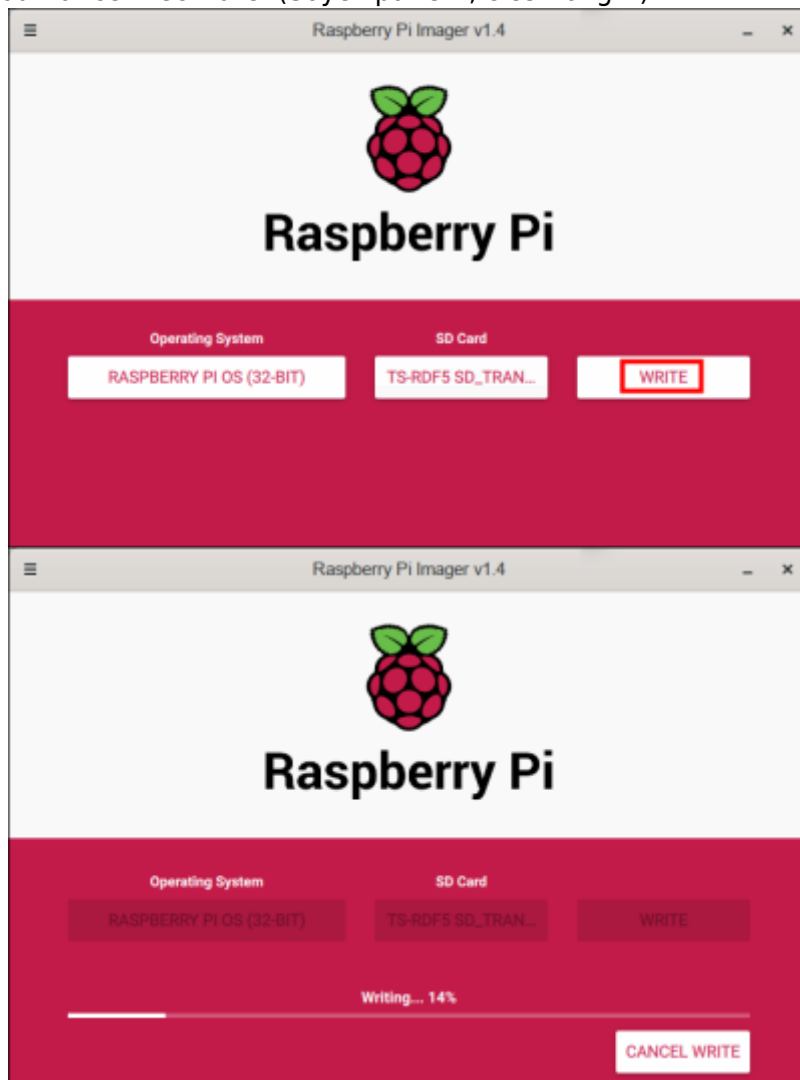 Raspberry Pi Imager v1.4
Raspberry Pi
Operating System SD Card
RASPBERRY PI OS (32-BIT) TS-RDF5 SD_TRAN... WRITE
Raspberry Pi Imager v1.4
Raspberry Pi
Operating System SD Card
RASPBERRY PI OS (32-BIT) TS-RDF5 SD_TRAN... WRITE
Writing... 14%
CANCEL WRITE